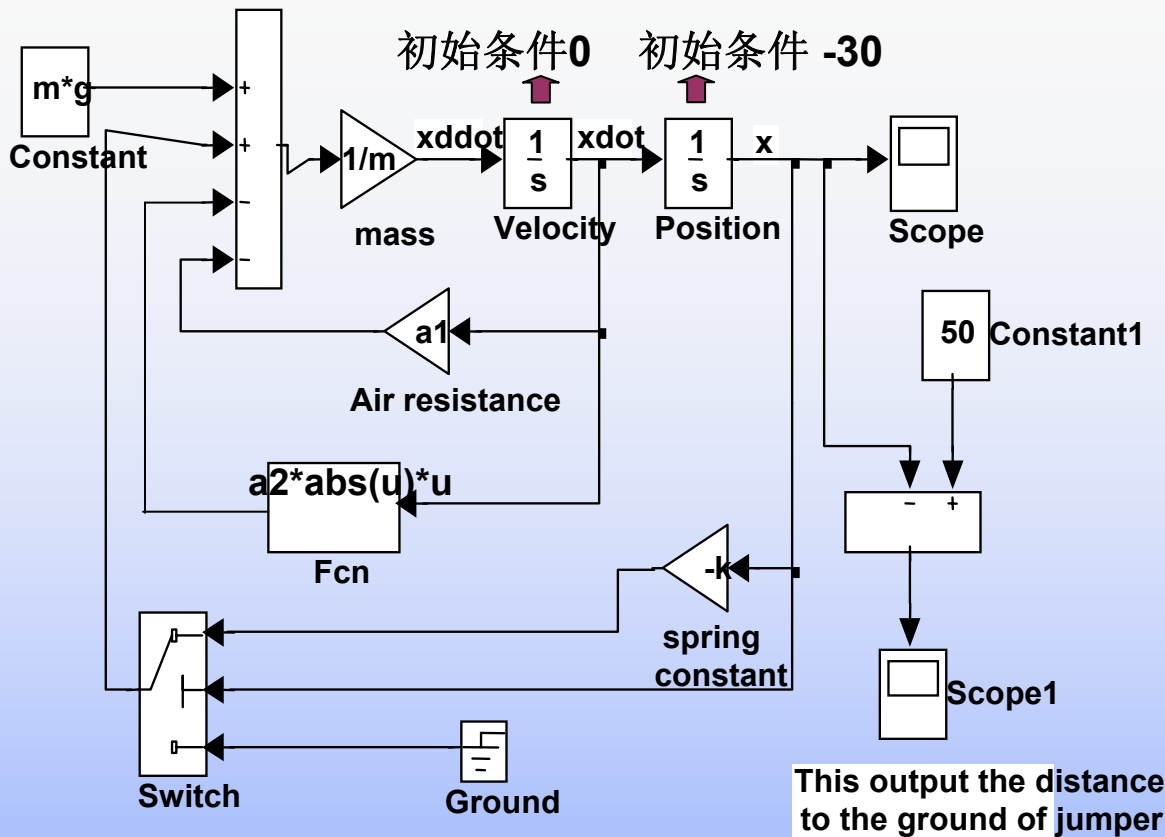 初始条件0
初始条件 -30
m*g
Constant
+
+
-
-
1/m
mass
xddot
1
s
Velocity
xdot
1
s
Position
x
Scope
a1
Air resistance
50
Constant1
a2*abs(u)*u
Fcn
- +
-k
spring
constant
Scope1
Switch
Ground
This output the distance
to the ground of jumper